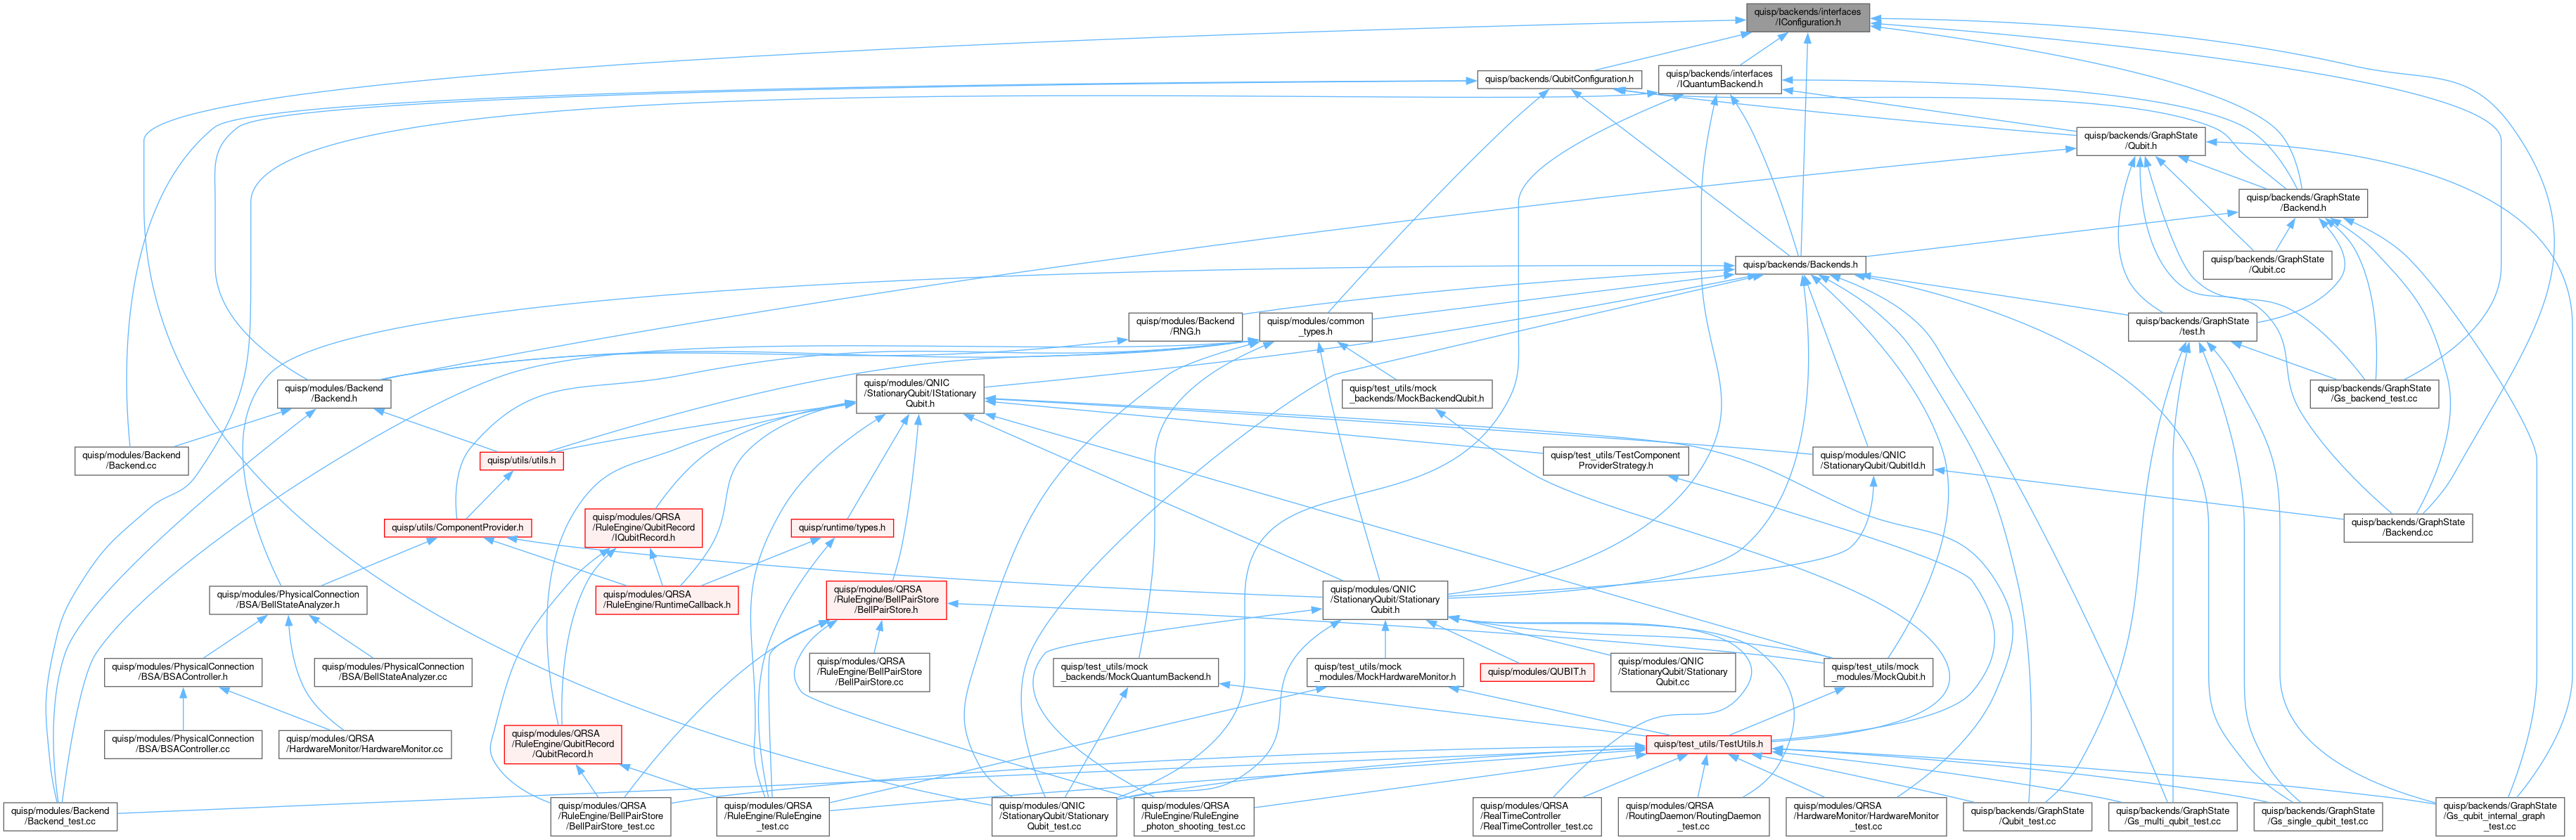 quisp/backends/interfaces
/IConfiguration.h
quisp/backends/QubitConfiguration.h
quisp/backends/interfaces
/IQuantumBackend.h
quisp/backends/GraphState
/Qubit.h
quisp/backends/GraphState
/Backend.h
quisp/backends/Backends.h
quisp/backends/GraphState
/Qubit.cc
quisp/modules/Backend
/RNG.h
quisp/modules/common
_types.h
quisp/backends/GraphState
/test.h
quisp/modules/Backend
/Backend.h
quisp/modules/QNIC
/StationaryQubit/IStationary
Qubit.h
quisp/test_utils/mock
_backends/MockBackendQubit.h
quisp/backends/GraphState
/Gs_backend_test.cc
quisp/modules/Backend
/Backend.cc
quisp/utils/utils.h
quisp/test_utils/TestComponent
ProviderStrategy.h
quisp/modules/QNIC
/StationaryQubit/QubitId.h
quisp/utils/ComponentProvider.h
quisp/modules/QRSA
/RuleEngine/QubitRecord
/IQubitRecord.h
quisp/runtime/types.h
quisp/backends/GraphState
/Backend.cc
quisp/modules/PhysicalConnection
/BSA/BellStateAnalyzer.h
quisp/modules/QRSA
/RuleEngine/RuntimeCallback.h
quisp/modules/QRSA
/RuleEngine/BellPairStore
/BellPairStore.h
quisp/modules/QNIC
/StationaryQubit/Stationary
Qubit.h
quisp/modules/PhysicalConnection
/BSA/BSAController.h
quisp/modules/PhysicalConnection
/BSA/BellStateAnalyzer.cc
quisp/modules/QRSA
/RuleEngine/BellPairStore
/BellPairStore.cc
quisp/test_utils/mock
_backends/MockQuantumBackend.h
quisp/test_utils/mock
_modules/MockHardwareMonitor.h
quisp/modules/QUBIT.h
quisp/modules/QNIC
/StationaryQubit/Stationary
Qubit.cc
quisp/test_utils/mock
_modules/MockQubit.h
quisp/modules/PhysicalConnection
/BSA/BSAController.cc
quisp/modules/QRSA
/HardwareMonitor/HardwareMonitor.cc
quisp/modules/QRSA
/RuleEngine/QubitRecord
/QubitRecord.h
quisp/test_utils/TestUtils.h
quisp/modules/Backend
/Backend_test.cc
quisp/modules/QRSA
/RuleEngine/BellPairStore
/BellPairStore_test.cc
quisp/modules/QRSA
/RuleEngine/RuleEngine
_test.cc
quisp/modules/QNIC
/StationaryQubit/Stationary
Qubit_test.cc
quisp/modules/QRSA
/RuleEngine/RuleEngine
_photon_shooting_test.cc
quisp/modules/QRSA
/RealTimeController
/RealTimeController_test.cc
quisp/modules/QRSA
/RoutingDaemon/RoutingDaemon
_test.cc
quisp/modules/QRSA
/HardwareMonitor/HardwareMonitor
_test.cc
quisp/backends/GraphState
/Qubit_test.cc
quisp/backends/GraphState
/Gs_multi_qubit_test.cc
quisp/backends/GraphState
/Gs_single_qubit_test.cc
quisp/backends/GraphState
/Gs_qubit_internal_graph
_test.cc